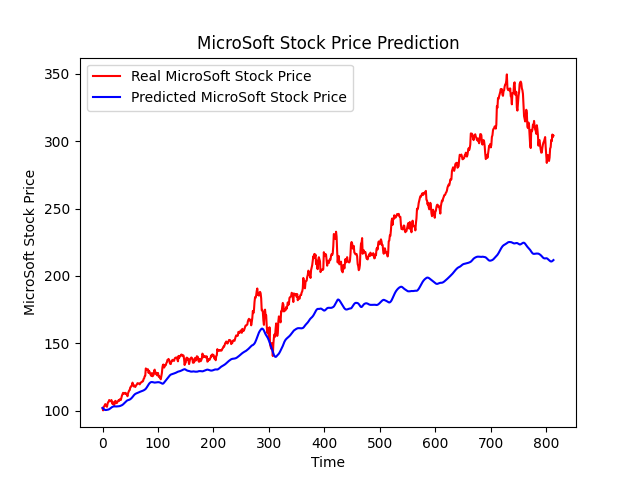 MicroSoft Stock Price Prediction
Real MicroSoft Stock Price
Predicted MicroSoft Stock Price
MicroSoft Stock Price
350
300
250
200
150
100
0 100 200 300 400 500 600 700 800
Time